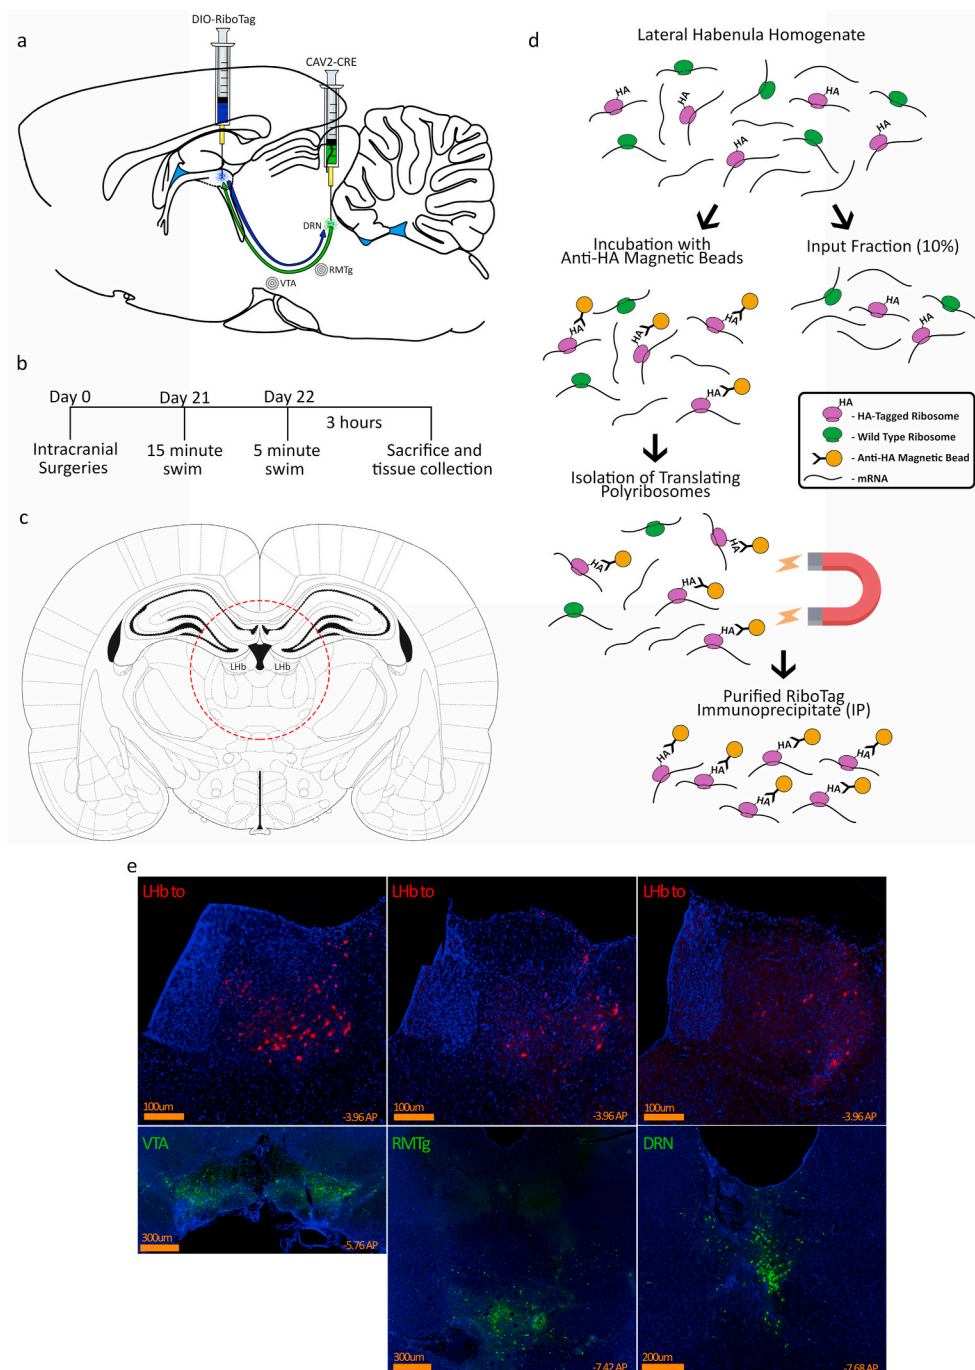 a
DIO-RiboTag
CAV2-CRE
DRN
RMTg
VTA
b
Day 0
Day 21
Day 22
3 hours
Intracranial
Surgeries
15 minute
swim
5 minute
swim
Sacrifice and
tissue collection
c
LHb
LHb
d
Lateral Habenula Homogenate
HA
HA
HA
HA
HA
Incubation with
Anti-HA Magnetic Beads
Input Fraction (10%)
HA
HA
HA
HA
HA
HA
HA
- HA-Tagged Ribosome
- Wild Type Ribosome
- Anti-HA Magnetic Bead
- mRNA
Isolation of Translating
Polyribosomes
HA
HA
HA
HA
Purified RiboTag
Immunoprecipitate (IP)
HA
HA
HA
HA
HA
HA
e
LHb to
LHb to
LHb to
100um
-3.96 AP
100um
-3.96 AP
100um
-3.96 AP
VTA
RMTg
DRN
300um
-5.76 AP
300um
-7.42 AP
200um
-7.68 AP